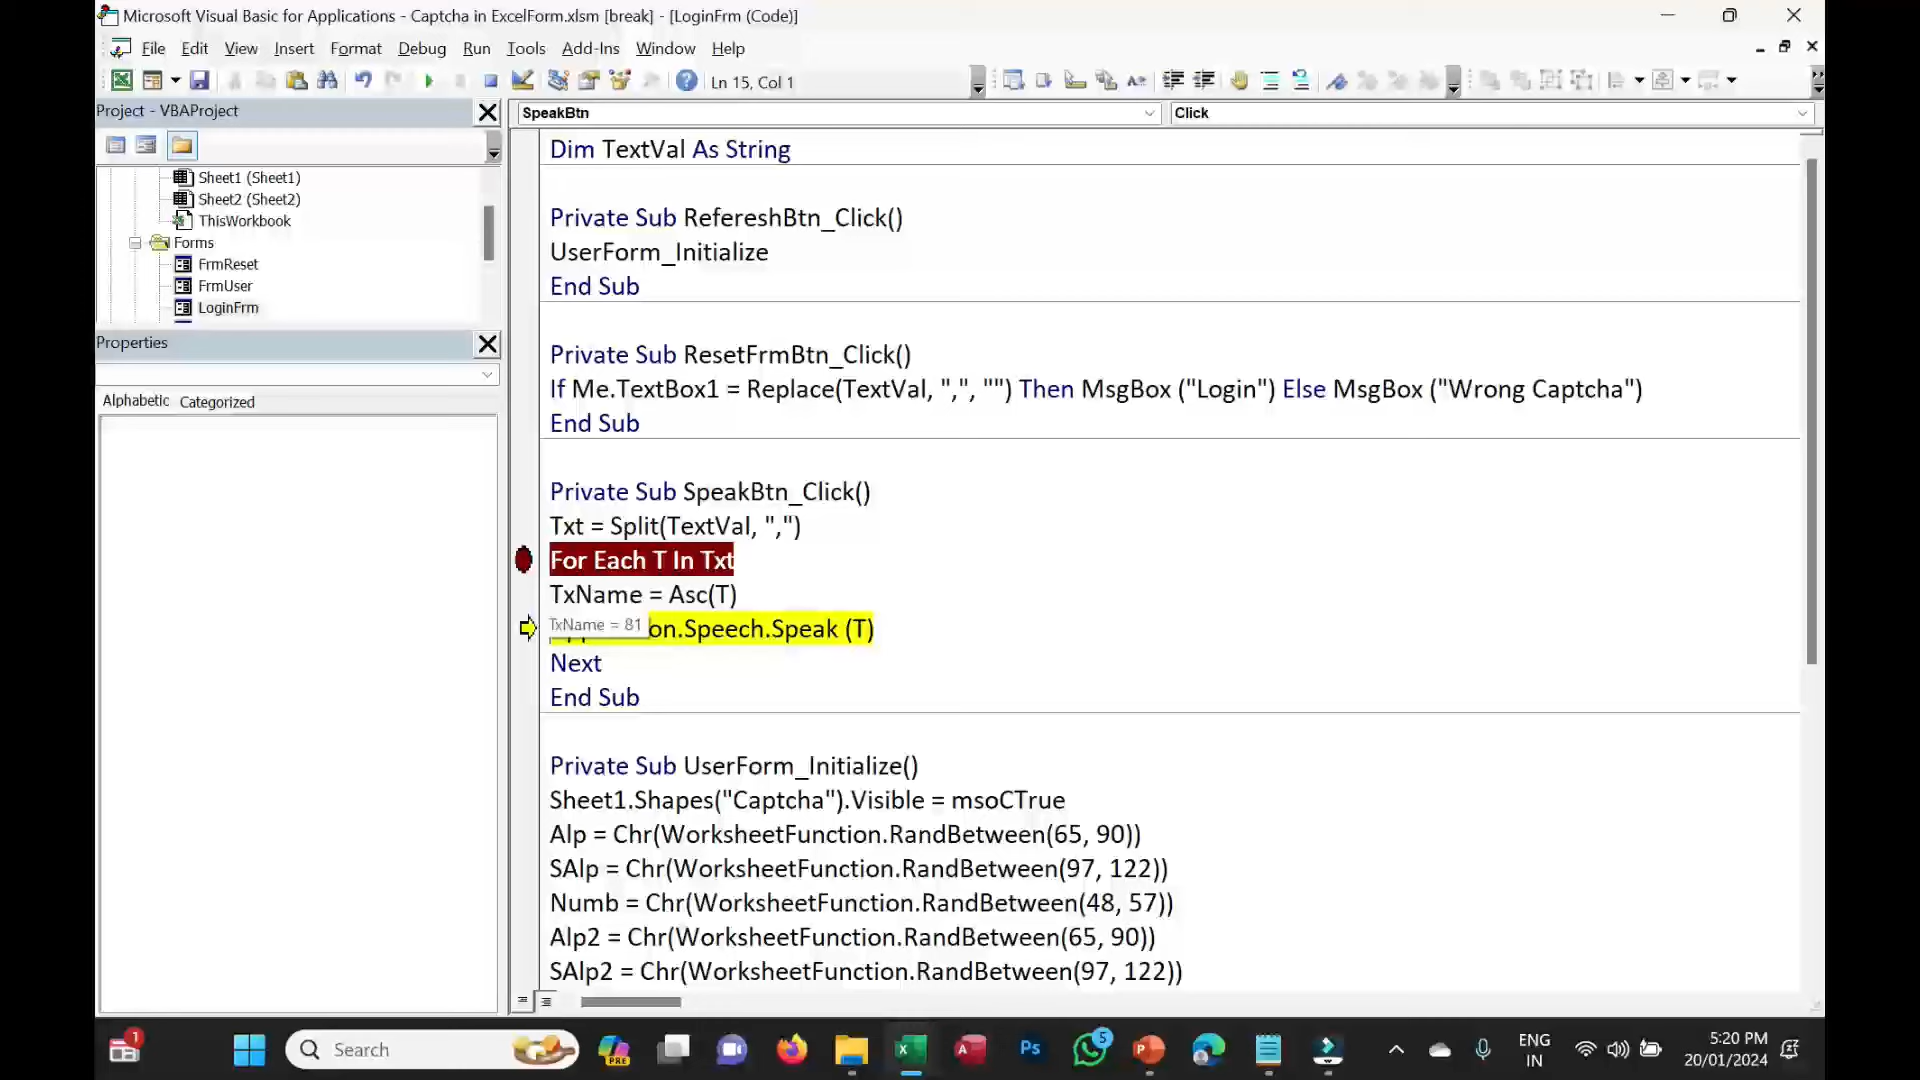 Microsoft Visual Basic for Applications - Captcha in ExcelForm.xlsm [break] - [LoginFrm (Code)]
File Edit View Insert Format Debug Run Tools Add-Ins Window Help
Ln 15, Col 1
Project - VBAProject
SpeakBtn
Click
Sheet1 (Sheet1)
Sheet2 (Sheet2)
ThisWorkbook
Forms
FrmReset
FrmUser
LoginFrm
Properties
Alphabetic Categorized
Dim TextVal As String
Private Sub RefereshBtn_Click()
UserForm_Initialize
End Sub
Private Sub ResetFrmBtn_Click()
If Me.TextBox1 = Replace(TextVal, ",", "") Then MsgBox ("Login") Else MsgBox ("Wrong Captcha")
End Sub
Private Sub SpeakBtn_Click()
Txt = Split(TextVal, ",")
For Each T In Txt
TxName = Asc(T)
TxName = 81
on.Speech.Speak (T)
Next
End Sub
Private Sub UserForm_Initialize()
Sheet1.Shapes("Captcha").Visible = msoCTrue
Alp = Chr(WorksheetFunction.RandBetween(65, 90))
SAlp = Chr(WorksheetFunction.RandBetween(97, 122))
Numb = Chr(WorksheetFunction.RandBetween(48, 57))
Alp2 = Chr(WorksheetFunction.RandBetween(65, 90))
SAlp2 = Chr(WorksheetFunction.RandBetween(97, 122))
1
Search
PRE
A
Ps
5
ENG
IN
5:20 PM
20/01/2024